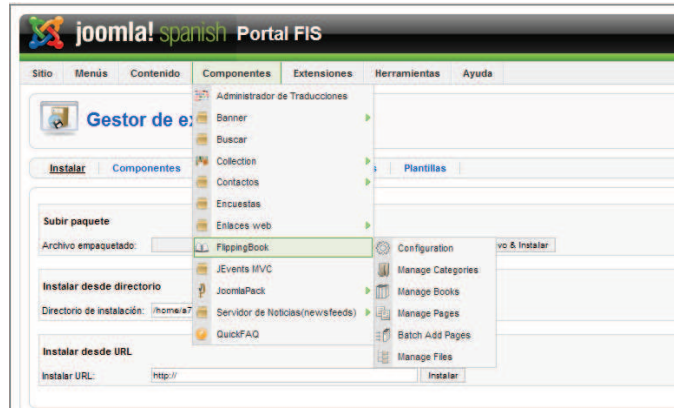 joomla! spanish Portal FIS
Sitio Menús Contenido Componentes Extensiones Herramientas Ayuda
Administrador de Traducciones
Gestor de
Banner
Buscar
Instalar Componentes
Collection
Plantillas
Contactos
Encuestas
Subir paquete
Enlaces web
Archivo empaquetado:
FlippingBook
Configuration
vo & Instalar
JEvents MVC
Manage Categories
Instalar desde directorio
JoomlaPack
Manage Books
Directorio de instalación: /home/a7
Servidor de Noticias(newsfeeds)
Manage Pages
QuickFAQ
Batch Add Pages
Instalar desde URL
Manage Files
Instalar URL: http:// Instalar